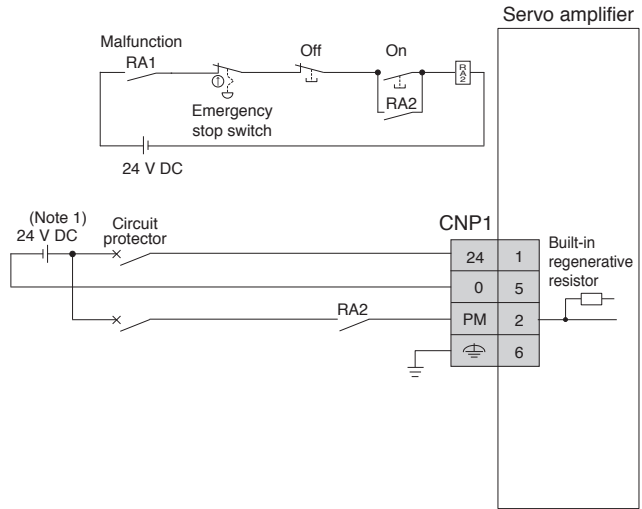 Servo amplifier
Malfunction
RA1
Off
On
RA2
RA2
Emergency
stop switch
24 V DC
(Note 1)
24 V DC
Circuit
protector
CNP1
Built-in
regenerative
resistor
24 1
0 5
RA2
PM 2
6